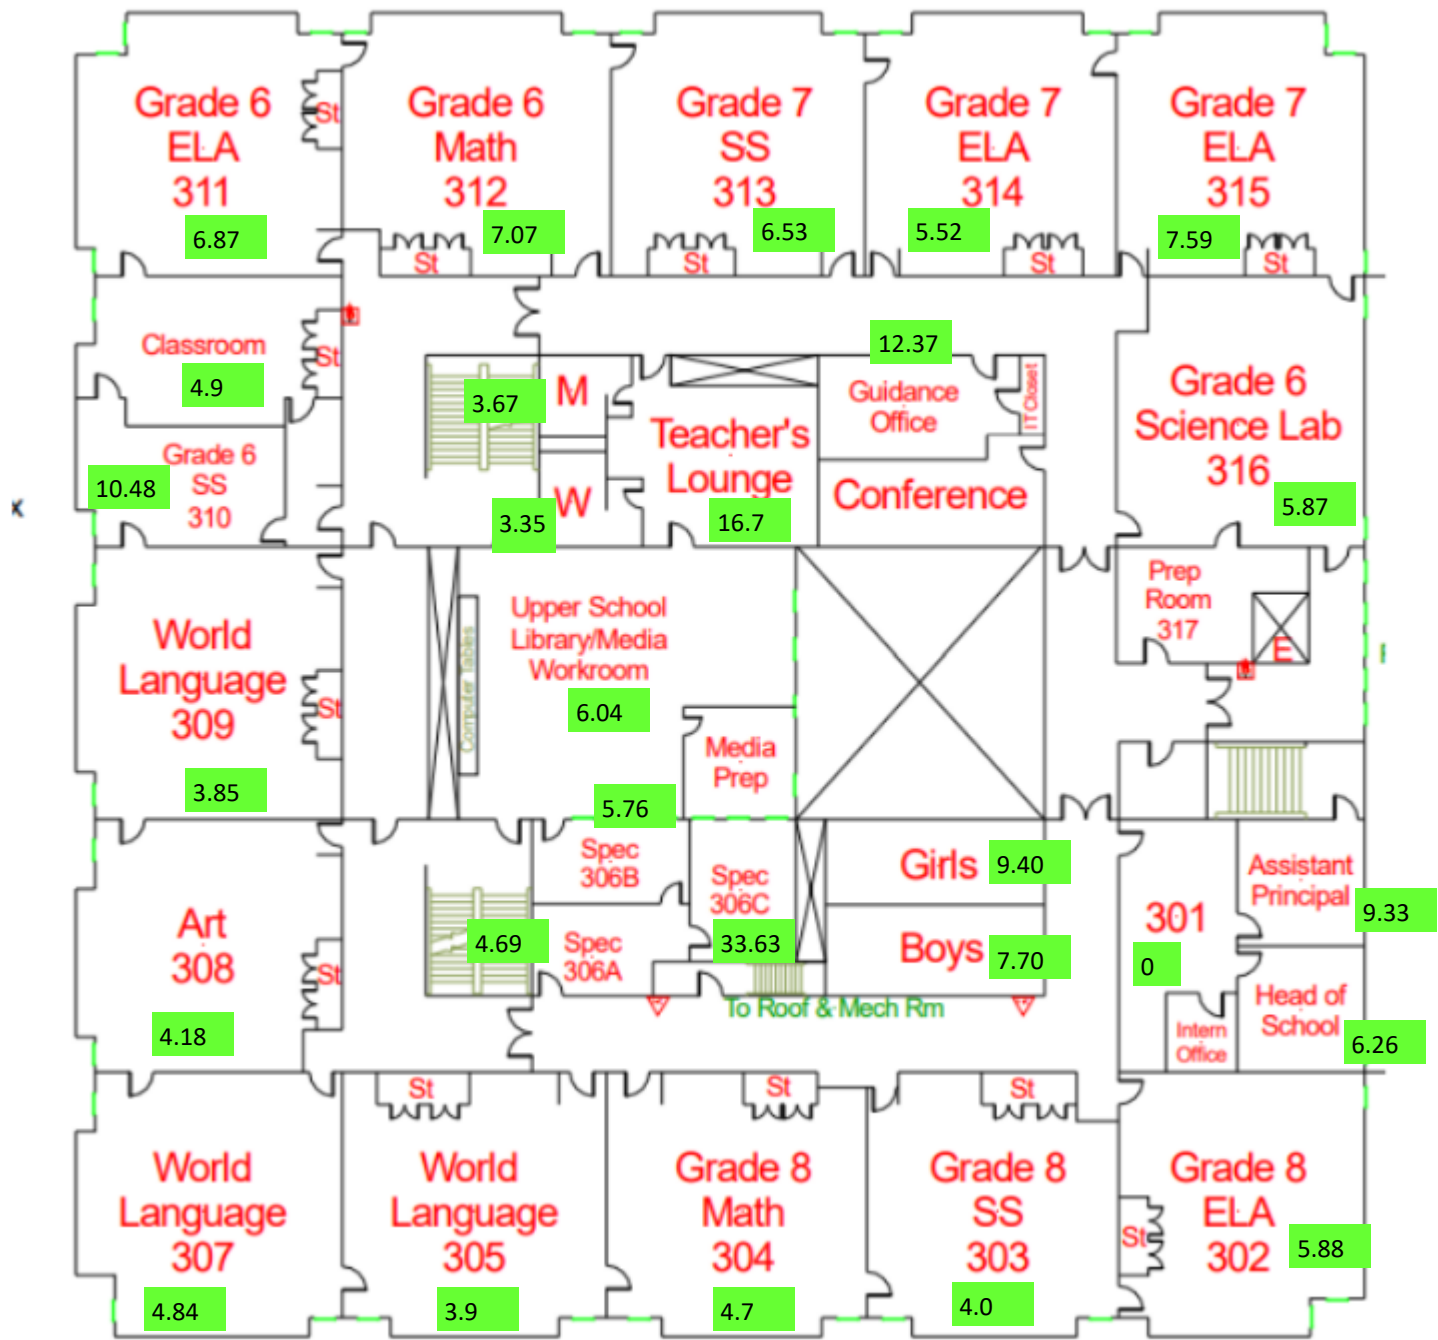 Grade 6
ELA
311
6.87
St
Grade 6
Math
312
7.07
St
Grade 7
SS
313
6.53
St
Grade 7
ELA
314
5.52
St
Grade 7
ELA
315
7.59
St
Classroom
4.9
St
Grade 6
SS
310
10.48
3.67
M
W
3.35
Teacher's
Lounge
16.7
12.37
Guidance
Office
IT Closet
Conference
Grade 6
Science Lab
316
5.87
x
World
Language
309
3.85
St
Computer Tables
Upper School
Library/Media
Workroom
6.04
Media
Prep
5.76
Prep
Room
317
E
Art
308
4.18
St
4.69
Spec
306B
Spec
306A
Spec
306C
33.63
Girls
9.40
Boys
7.70
To Roof & Mech Rm
301
0
Assistant
Principal
9.33
Head of
School
6.26
Intern
Office
World
Language
307
4.84
St
World
Language
305
3.9
St
Grade 8
Math
304
4.7
St
Grade 8
SS
303
4.0
St
Grade 8
ELA
302
5.88